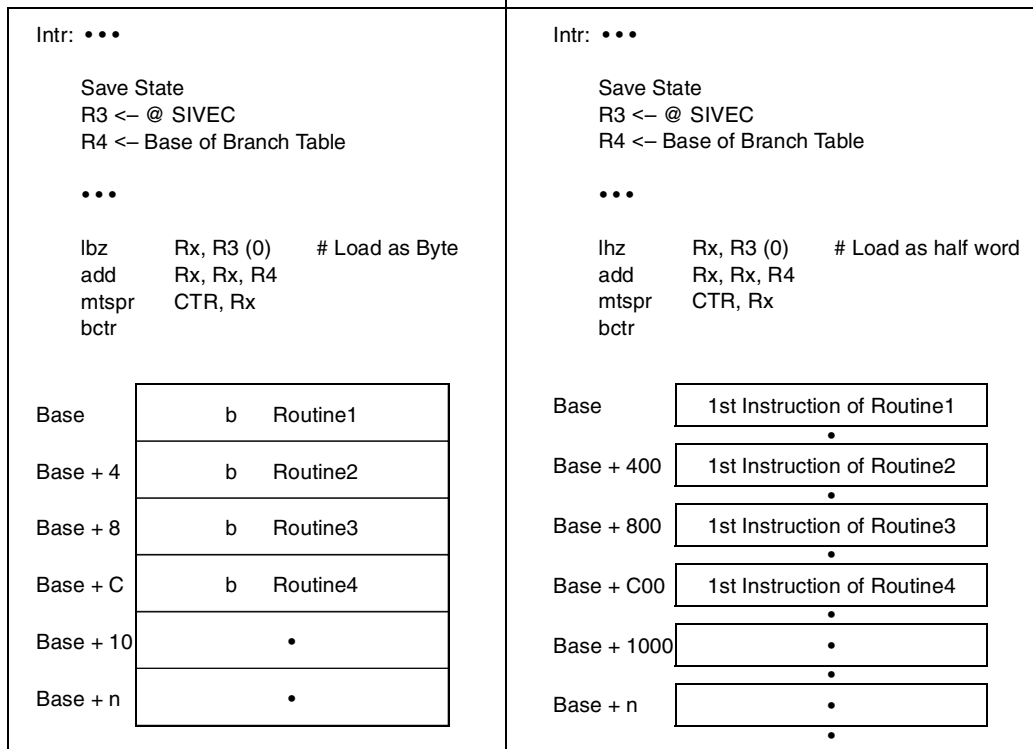 Intr: •••
Save State
R3 <– @ SIVEC
R4 <– Base of Branch Table
•••
lbz Rx, R3 (0) # Load as Byte
add Rx, Rx, R4
mtspr CTR, Rx
bctr
Base b Routine1
Base + 4 b Routine2
Base + 8 b Routine3
Base + C b Routine4
Base + 10 •
Base + n •
Intr: •••
Save State
R3 <– @ SIVEC
R4 <– Base of Branch Table
•••
lhz Rx, R3 (0) # Load as half word
add Rx, Rx, R4
mtspr CTR, Rx
bctr
Base 1st Instruction of Routine1
•
Base + 400 1st Instruction of Routine2
•
Base + 800 1st Instruction of Routine3
•
Base + C00 1st Instruction of Routine4
•
Base + 1000 •
•
Base + n •
•